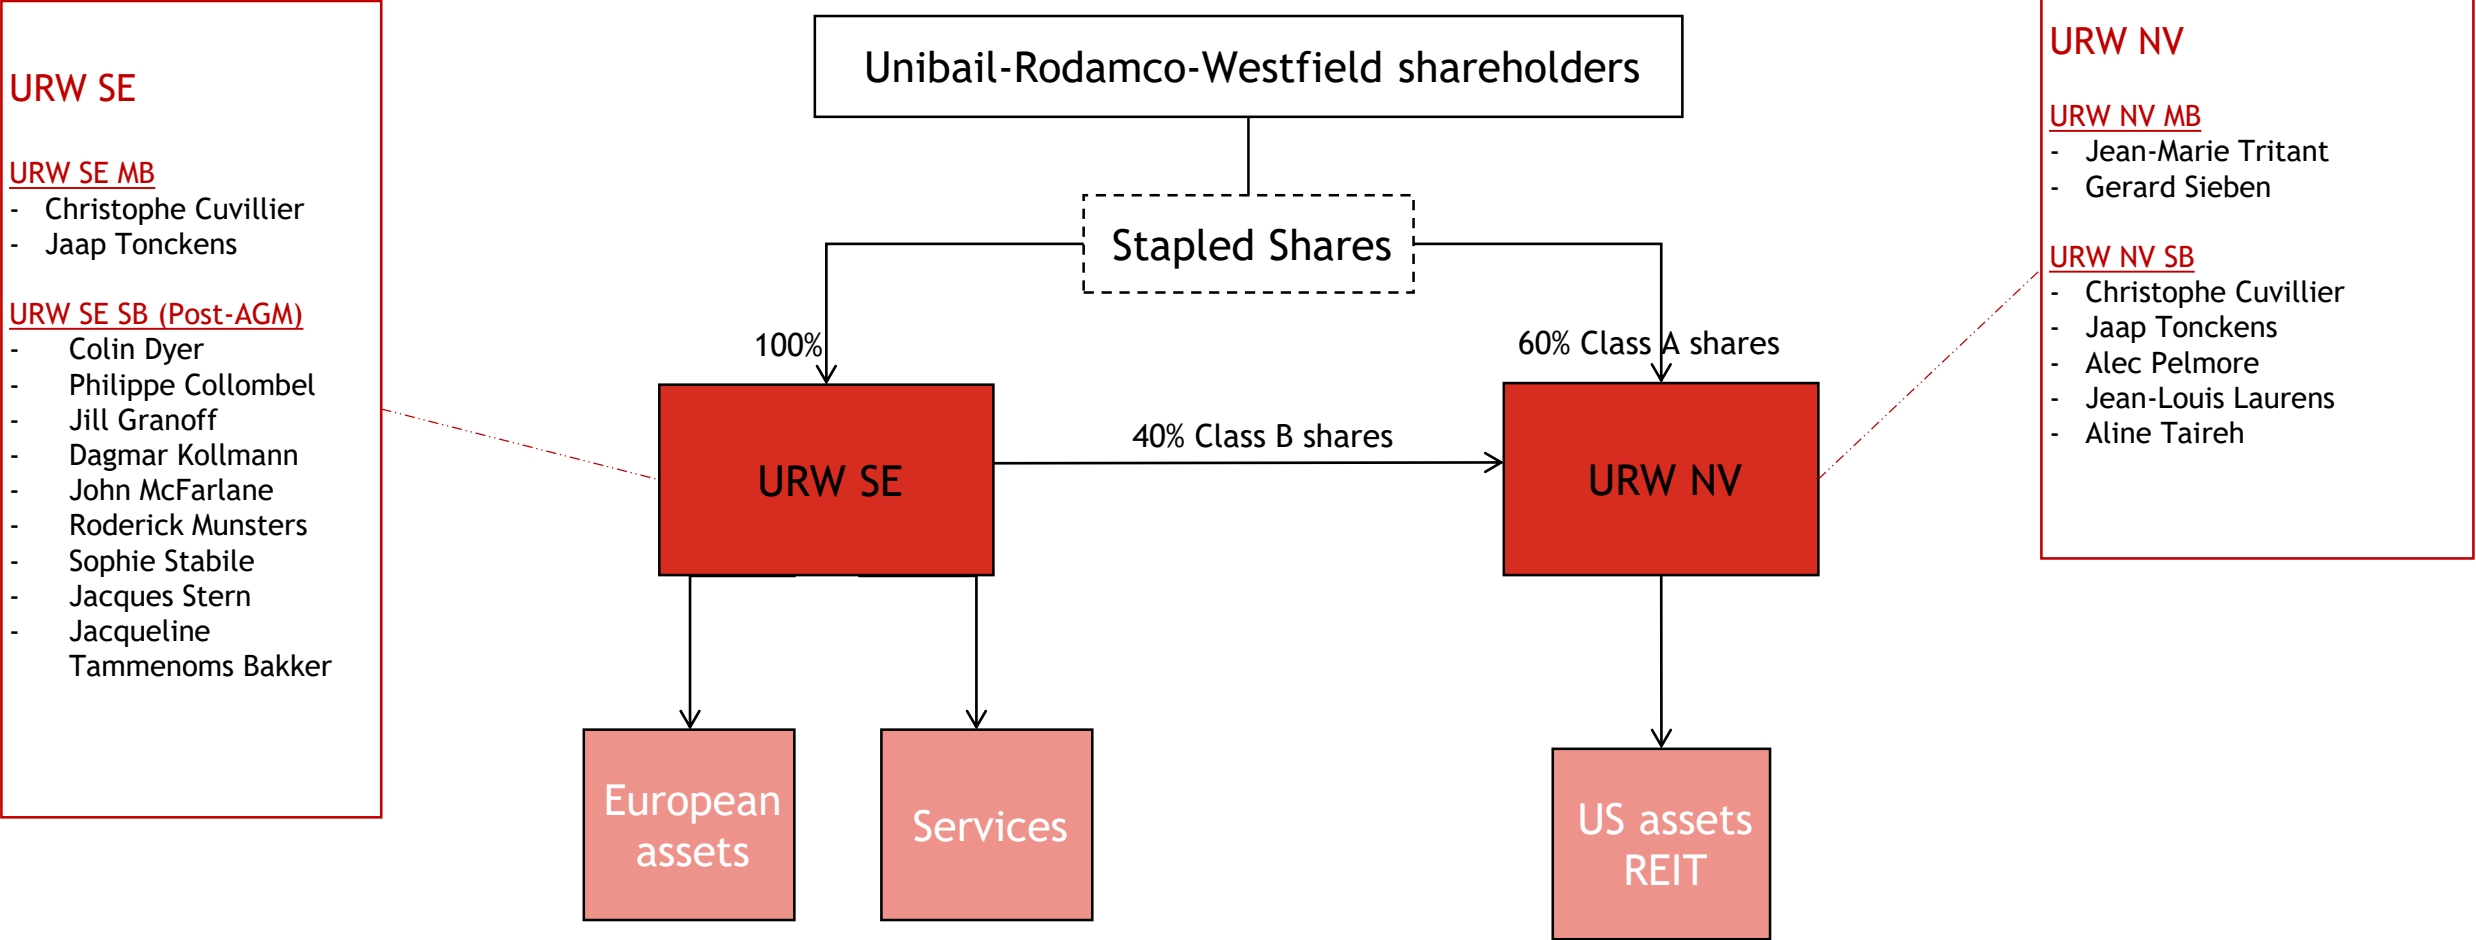 URW SE
URW SE MB
- Christophe Cuvillier
- Jaap Tonckens
URW SE SB (Post-AGM)
- Colin Dyer
- Philippe Collombel
- Jill Granoff
- Dagmar Kollmann
- John McFarlane
- Roderick Munsters
- Sophie Stabile
- Jacques Stern
- Jacqueline
Tammenoms Bakker
Unibail-Rodamco-Westfield shareholders
Stapled Shares
100%
60% Class A shares
40% Class B shares
URW SE
URW NV
European
assets
Services
US assets
REIT
URW NV
URW NV MB
- Jean-Marie Tritant
- Gerard Sieben
URW NV SB
- Christophe Cuvillier
- Jaap Tonckens
- Alec Pelmore
- Jean-Louis Laurens
- Aline Taireh